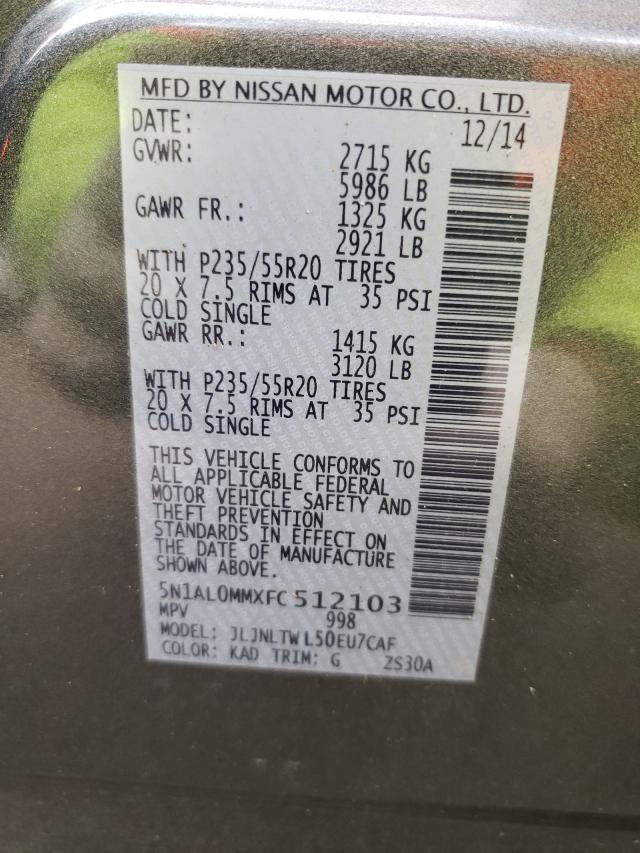 MFD BY NISSAN MOTOR CO., LTD.
DATE: 12/14
GVWR: 2715 KG
5986 LB
GAWR FR.: 1325 KG
2921 LB
WITH P235/55R20 TIRES
20 X 7.5 RIMS AT 35 PSI
COLD SINGLE
GAWR RR.: 1415 KG
3120 LB
WITH P235/55R20 TIRES
20 X 7.5 RIMS AT 35 PSI
COLD SINGLE
THIS VEHICLE CONFORMS TO
ALL APPLICABLE FEDERAL
MOTOR VEHICLE SAFETY AND
THEFT PREVENTION
STANDARDS IN EFFECT ON
THE DATE OF MANUFACTURE
SHOWN ABOVE.
5N1AL0MMXFC512103
MPV 998
MODEL: JLJNLTWL50EU7CAF
COLOR: KAD TRIM: G ZS30A